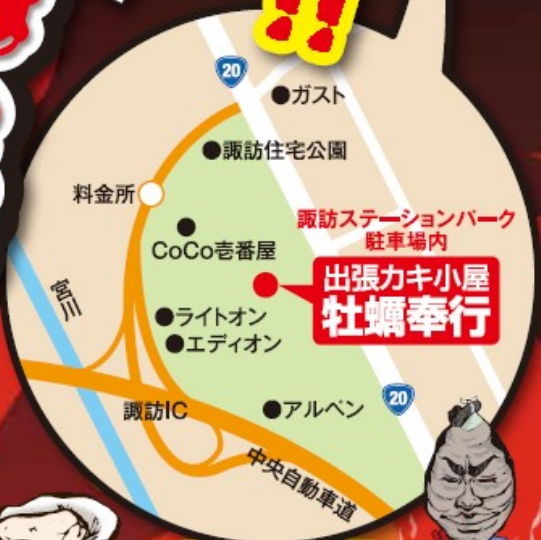 !!
20
●ガスト
●諏訪住宅公園
料金所
諏訪ステーションパーク
駐車場内
CoCo壱番屋
出張カキ小屋
牡蠣奉行
宮川
●ライトオン
●エディオン
20
諏訪IC
●アルペン
中央自動車道